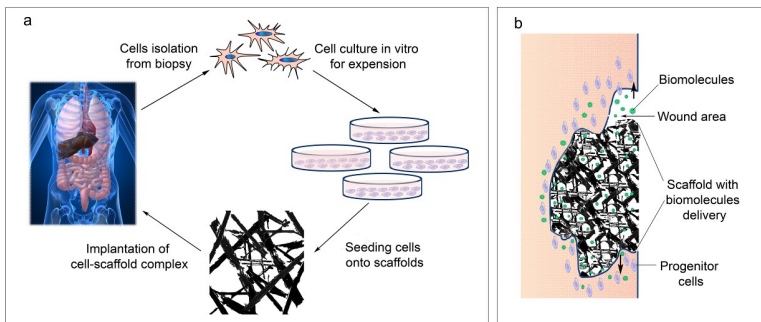 a
Cells isolation
from biopsy
Cell culture in vitro
for expension
Seeding cells
onto scaffolds
Implantation of
cell-scaffold complex
b
Biomolecules
Wound area
Scaffold with
biomolecules
delivery
Progenitor
cells